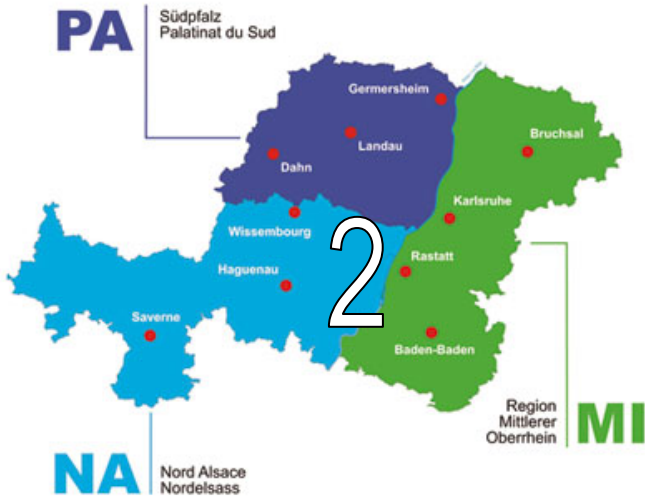 PA
Südpfalz
Palatinat du Sud
Germersheim
Bruchsal
Landau
Dahn
Karlsruhe
Wissembourg
2
Rastatt
Haguenau
Saverne
Baden-Baden
Region
Mittlerer
Oberrhein
MI
NA
Nord Alsace
Nordelsass